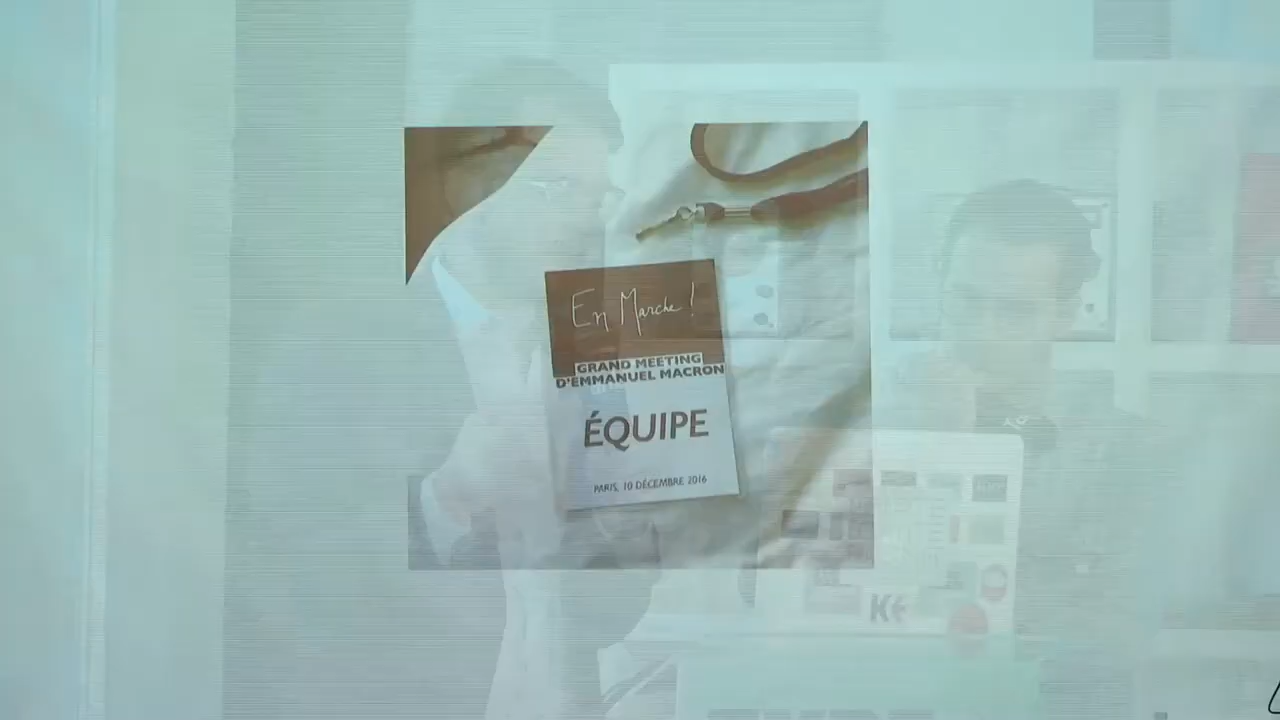 En Marche !
GRAND MEETING
D'EMMANUEL MACRON
ÉQUIPE
PARIS, 10 DÉCEMBRE 2016